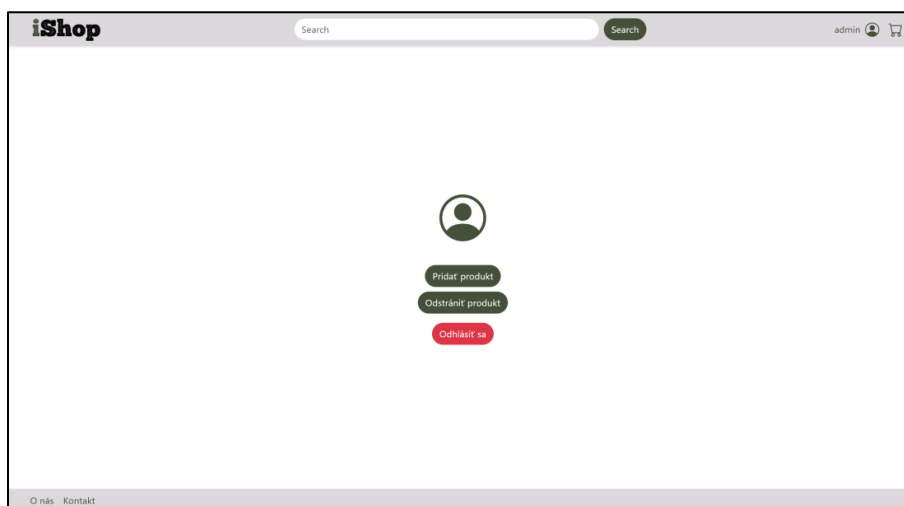 iShop Search Search admin
Pridať produkt
Odstrániť produkt
Odhlásiť sa
O nás Kontakt